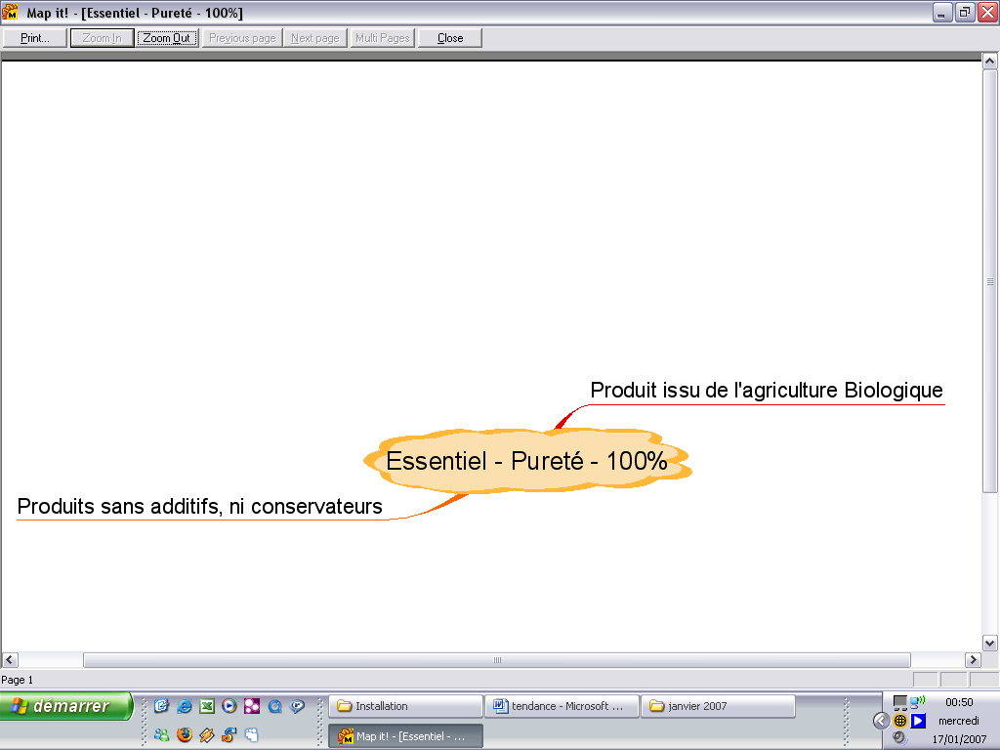 Map it! - [Essentiel - Pureté - 100%]
Print... Zoom In Zoom Out Previous page Next page Multi Pages Close
Produit issu de l'agriculture Biologique
Essentiel - Pureté - 100%
Produits sans additifs, ni conservateurs
Page 1
démarrer
Installation
tendance - Microsoft ...
janvier 2007
Map it! - [Essentiel - ...
00:50
mercredi
17/01/2007